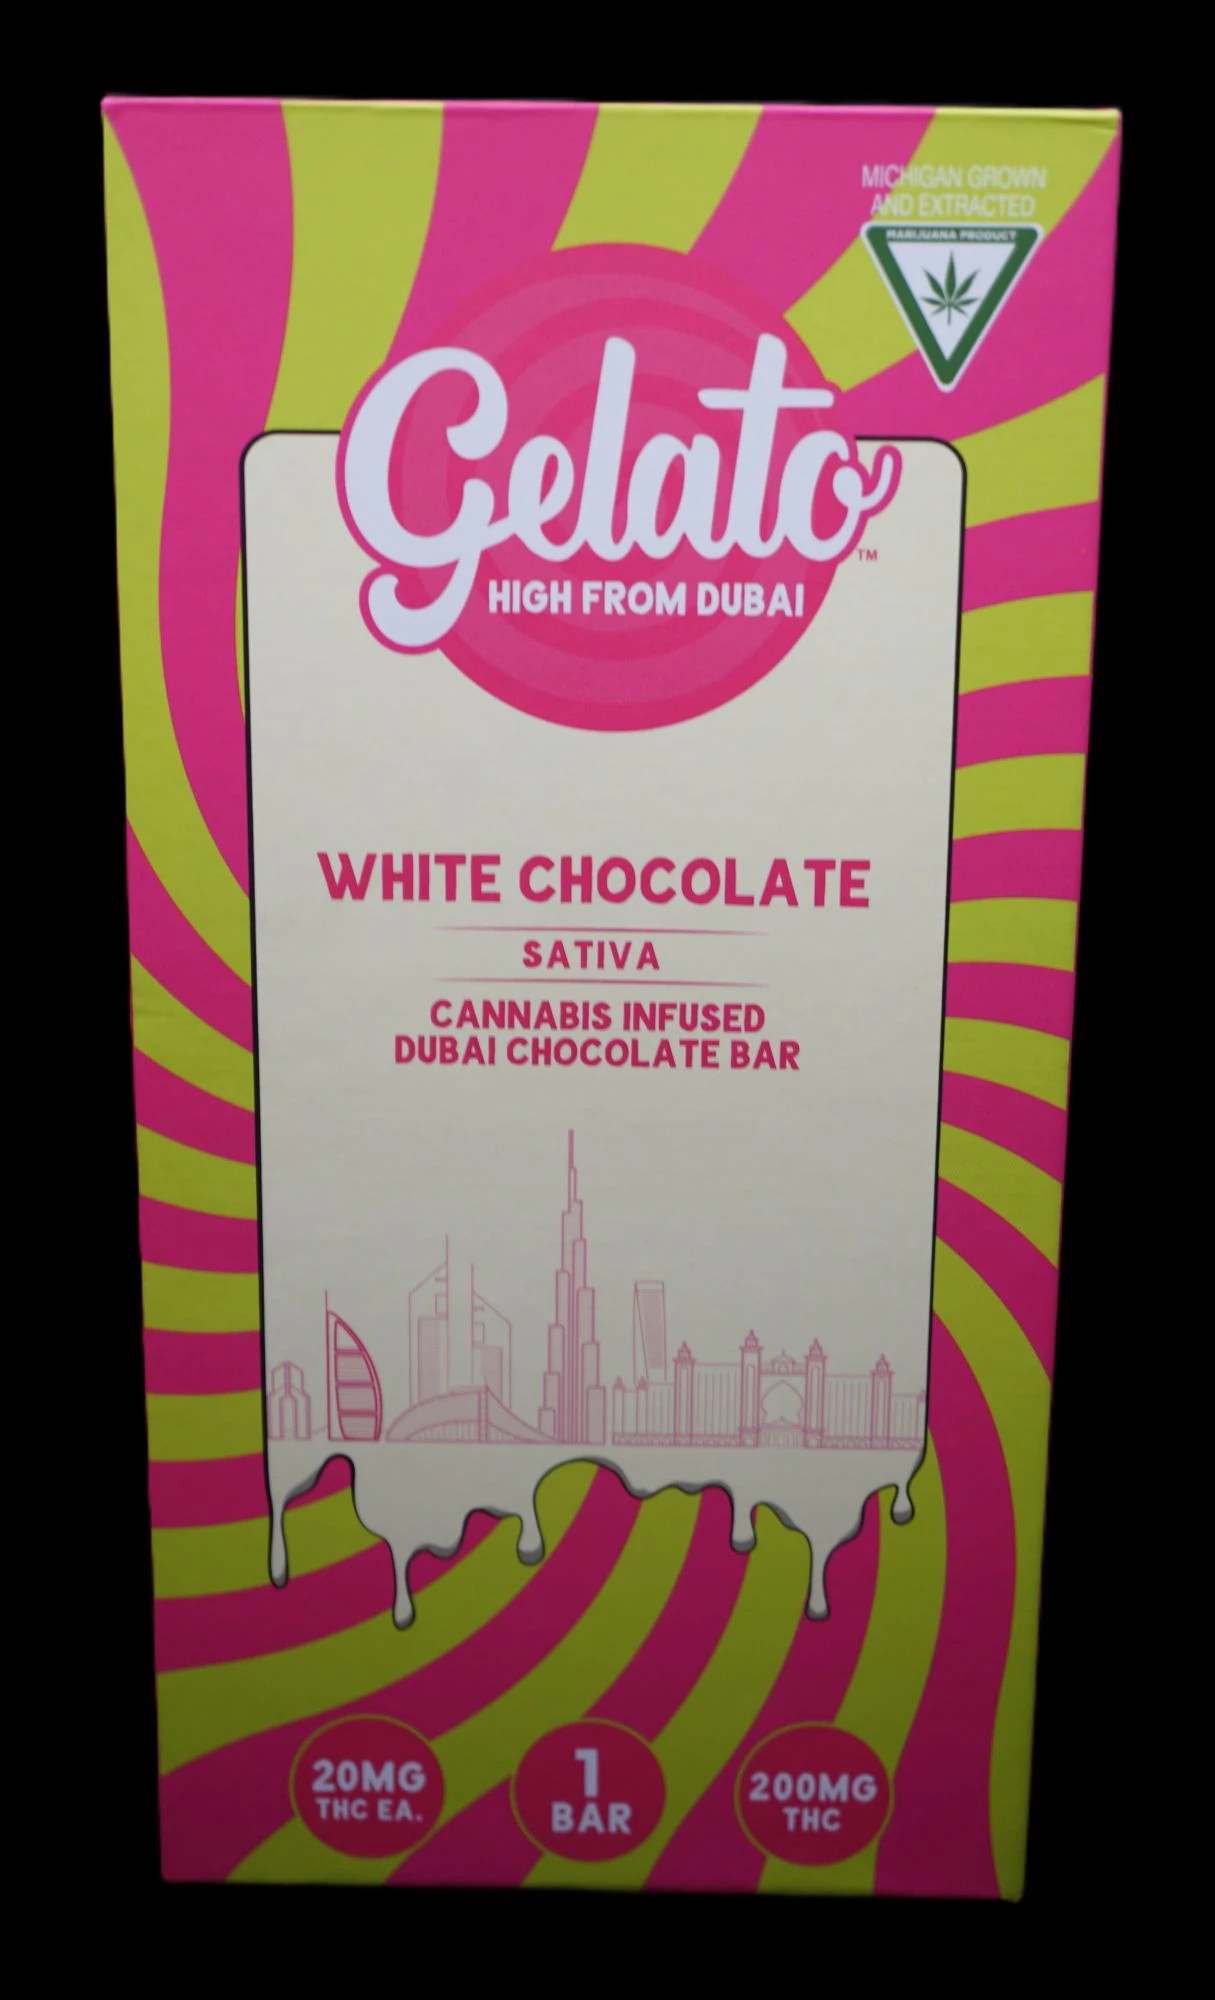 MICHIGAN GROWN
AND EXTRACTED
MARIJUANA PRODUCT
Gelato
TM
HIGH FROM DUBAI
WHITE CHOCOLATE
SATIVA
CANNABIS INFUSED
DUBAI CHOCOLATE BAR
20MG
THC EA.
1
BAR
200MG
THC